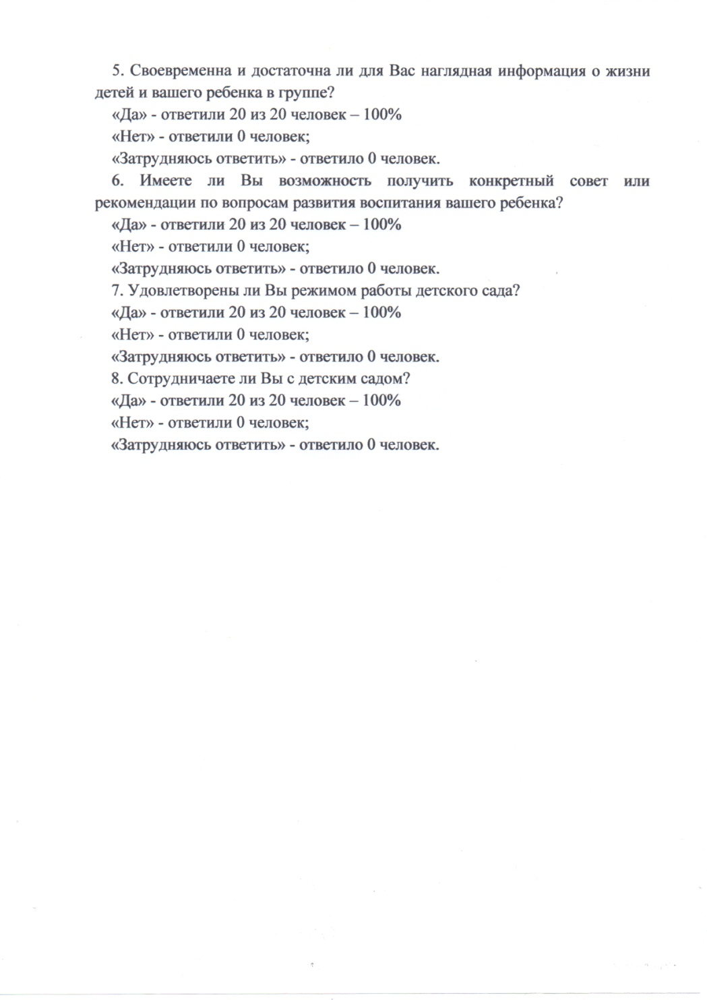 5. Своевременна и достаточна ли для Вас наглядная информация о жизни
детей и вашего ребенка в группе?
«Да» - ответили 20 из 20 человек – 100%
«Нет» - ответили 0 человек;
«Затрудняюсь ответить» - ответило 0 человек.
6. Имеете ли Вы возможность получить конкретный совет или
рекомендации по вопросам развития воспитания вашего ребенка?
«Да» - ответили 20 из 20 человек – 100%
«Нет» - ответили 0 человек;
«Затрудняюсь ответить» - ответило 0 человек.
7. Удовлетворены ли Вы режимом работы детского сада?
«Да» - ответили 20 из 20 человек – 100%
«Нет» - ответили 0 человек;
«Затрудняюсь ответить» - ответило 0 человек.
8. Сотрудничаете ли Вы с детским садом?
«Да» - ответили 20 из 20 человек – 100%
«Нет» - ответили 0 человек;
«Затрудняюсь ответить» - ответило 0 человек.